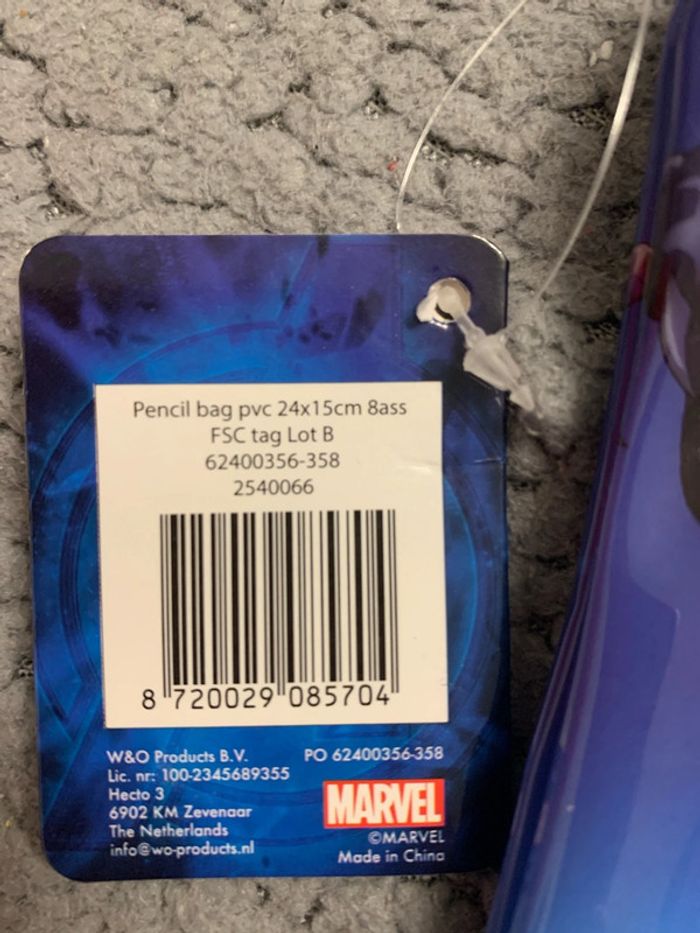 Pencil bag pvc 24x15cm 8ass
FSC tag Lot B
62400356-358
2540066
8 720029 085704
W&O Products B.V.
Lic. nr: 100-2345689355
Hecto 3
6902 KM Zevenaar
The Netherlands
info@wo-products.nl
PO 62400356-358
MARVEL
©MARVEL
Made in China